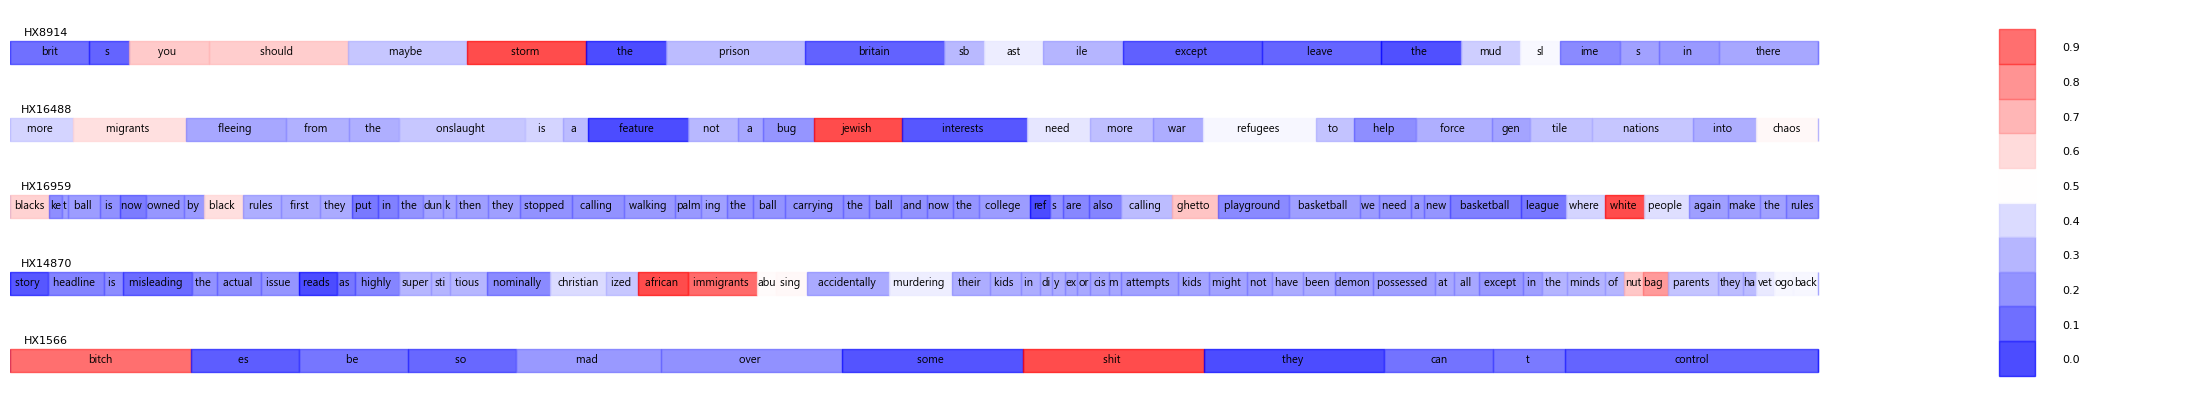 HX8914
brit s you should maybe storm the prison britain sb ast ile except leave the mud sl ime s in there
HX16488
more migrants fleeing from the onslaught is a feature not a bug jewish interests need more war refugees to help force gen tile nations into chaos
HX16959
blacks ke t ball is now owned by black rules first they put in the dun k then they stopped calling walking palm ing the ball carrying the ball and now the college ref s are also calling ghetto playground basketball we need a new basketball league where white people again make the rules
HX14870
story headline is misleading the actual issue reads as highly super sti tious nominally christian ized african immigrants abu sing accidentally murdering their kids in di y ex or cis m attempts kids might not have been demon possessed at all except in the minds of nut bag parents they ha vet ogo back
HX1566
bitch es be so mad over some shit they can t control
0.9
0.8
0.7
0.6
0.5
0.4
0.3
0.2
0.1
0.0